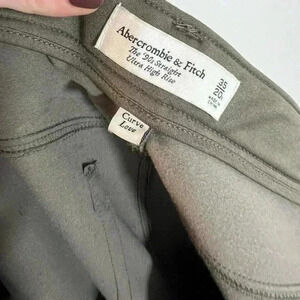 Abercrombie & Fitch
The '90s Straight
Ultra High Rise
Curve
Love